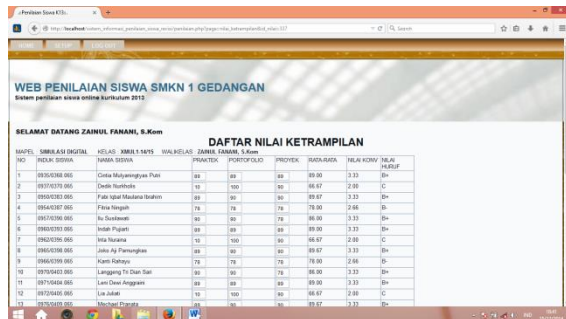 Penilaian Siswa K13...
HOME SETUP LOG OUT
WEB PENILAIAN SISWA SMKN 1 GEDANGAN
Sistem penilaian siswa online kurikulum 2013
SELAMAT DATANG ZAINUL FANANI, S.Kom
DAFTAR NILAI KETRAMPILAN
MAPEL SIMULASI DIGITAL KELAS XMUL1-14/15 WALIKELAS ZAINUL FANANI, S.Kom
NO INDUK SISWA NAMA SISWA PRAKTEK PORTOFOLIO PROYEK RATA-RATA NILAI KONV NILAI HURUF
1 0935/0368.065 Cintia Mulyaningtyas Putri 89 89 89 89.00 3.33 B+
2 0937/0370.065 Dedik Nurkholis 10 100 90 66.67 2.00 C
3 0950/0383.065 Fate Iqbal Maulana Ibrahim 89 90 90 89.67 3.33 B+
4 0954/0387.065 Fitria Ningsih 78 78 78 78.00 2.66 B-
5 0957/0390.065 Iis Susilawati 90 90 78 86.00 3.33 B+
6 0960/0393.065 Indah Pujiarti 89 89 89 89.00 3.33 B+
7 0962/0395.065 Inta Nuraina 10 100 90 66.67 2.00 C
8 0965/0398.065 Joko Aji Pamungkas 89 90 90 89.67 3.33 B+
9 0966/0399.065 Kanti Rahayu 78 78 78 78.00 2.66 B-
10 0970/0403.065 Langgeng Tri Dian Sari 90 90 78 86.00 3.33 B+
11 0971/0404.065 Leni Dewi Anggraini 89 89 89 89.00 3.33 B+
12 0972/0405.065 Lia Juliati 10 100 90 66.67 2.00 C
13 0976/0409.065 Mechael Pranata 89 90 90 89.67 3.33 B+